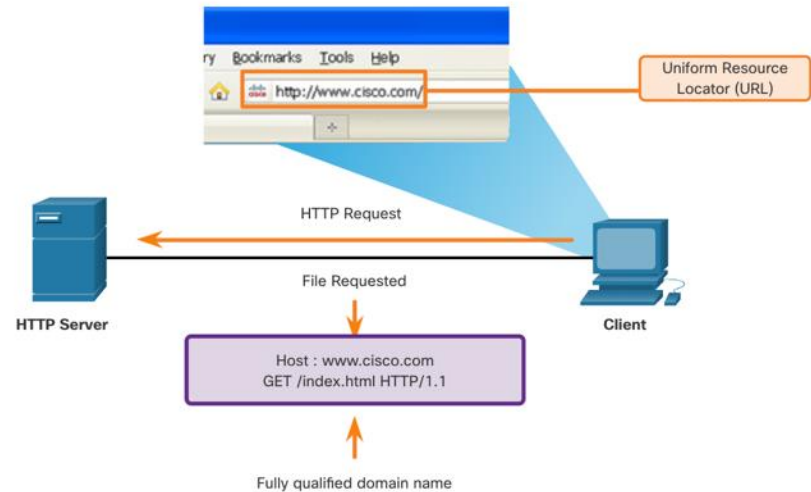 ry Bookmarks Tools Help
http://www.cisco.com/
Uniform Resource
Locator (URL)
HTTP Request
File Requested
HTTP Server
Client
Host : www.cisco.com
GET /index.html HTTP/1.1
Fully qualified domain name